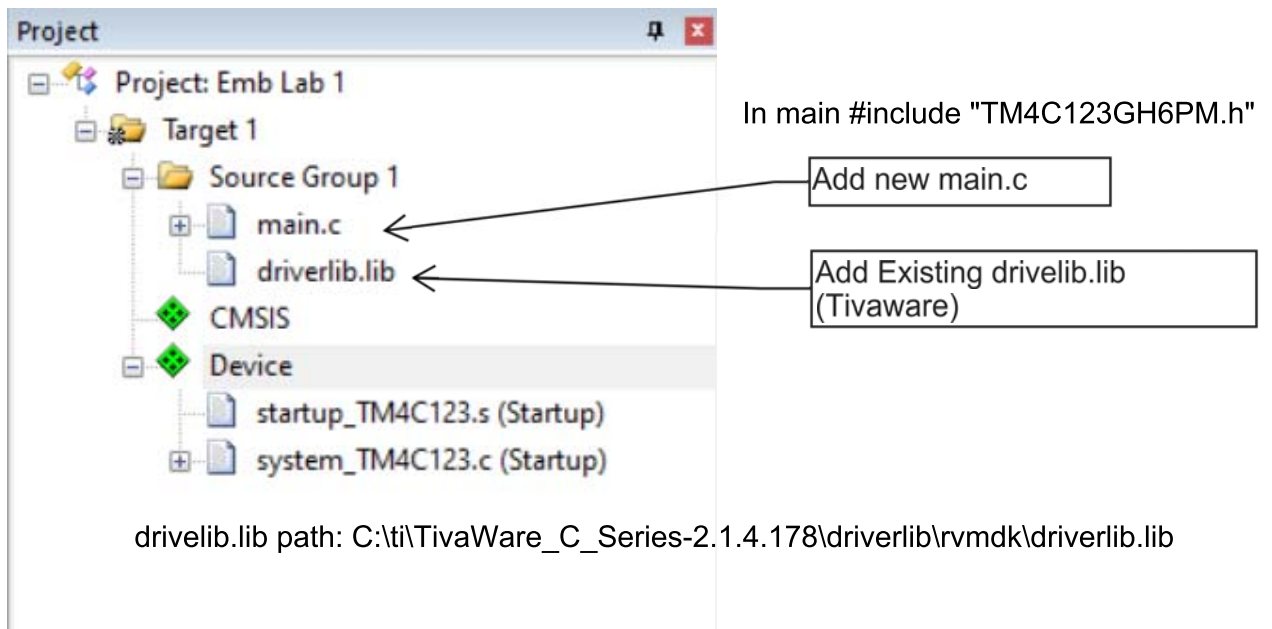 Project
Project: Emb Lab 1
Target 1
In main #include "TM4C123GH6PM.h"
Source Group 1
Add new main.c
main.c
driverlib.lib
Add Existing drivelib.lib
(Tivaware)
CMSIS
Device
startup_TM4C123.s (Startup)
system_TM4C123.c (Startup)
drivelib.lib path: C:\ti\TivaWare_C_Series-2.1.4.178\driverlib\rvmdk\driverlib.lib